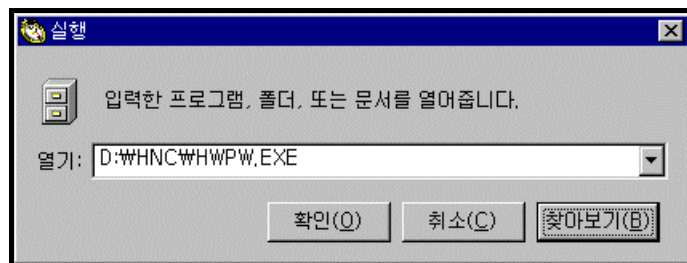 실행
입력한 프로그램, 폴더, 또는 문서를 열어줍니다.
열기: D:₩HNC₩HWPW.EXE
확인(O) 취소(C) 찾아보기(B)